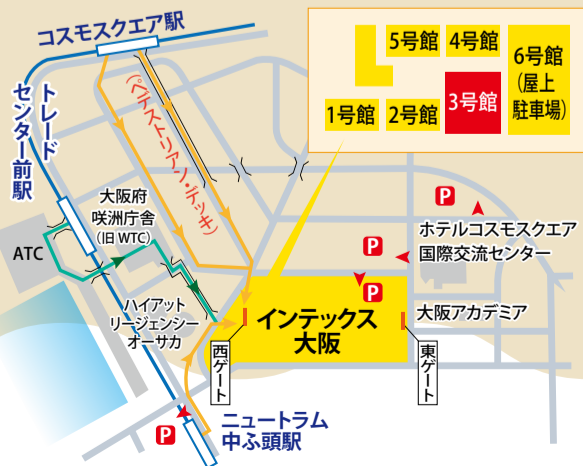 コスモスクエア駅
5号館
4号館
6号館
(屋上
駐車場)
1号館
2号館
3号館
(ペデストリアン・デッキ)
トレード
センター前駅
大阪府
咲洲庁舎
(旧 WTC)
ATC
P
ホテルコスモスクエア
国際交流センター
P
P
ハイアット
リージェンシー
オーサカ
インテックス
大阪
大阪アカデミア
西ゲート
東ゲート
ニュートラム
中ふ頭駅
P